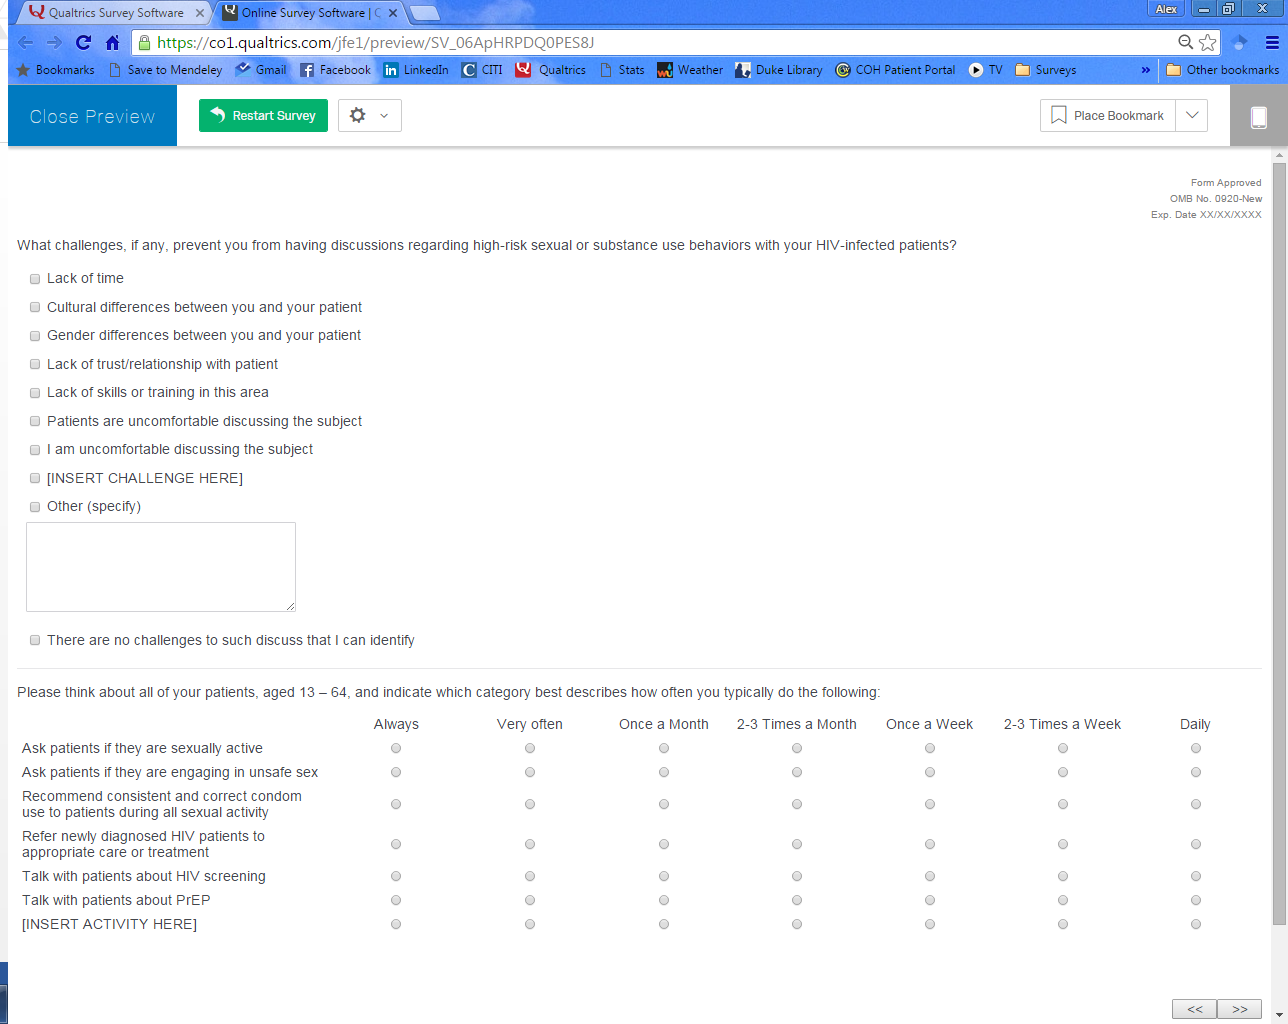 Qualtrics Survey Software
Online Survey Software |
Alex
https://co1.qualtrics.com/jfe1/preview/SV_06ApHRPDQ0PES8J
Bookmarks Save to Mendeley Gmail Facebook LinkedIn CITI Qualtrics Stats Weather Duke Library COH Patient Portal TV Surveys » Other bookmarks
Close Preview
Restart Survey
Place Bookmark
Form Approved
OMB No. 0920-New
Exp. Date XX/XX/XXXX
What challenges, if any, prevent you from having discussions regarding high-risk sexual or substance use behaviors with your HIV-infected patients?
Lack of time
Cultural differences between you and your patient
Gender differences between you and your patient
Lack of trust/relationship with patient
Lack of skills or training in this area
Patients are uncomfortable discussing the subject
I am uncomfortable discussing the subject
[INSERT CHALLENGE HERE]
Other (specify)
There are no challenges to such discuss that I can identify
Please think about all of your patients, aged 13 – 64, and indicate which category best describes how often you typically do the following:
Always Very often Once a Month 2-3 Times a Month Once a Week 2-3 Times a Week Daily
Ask patients if they are sexually active
Ask patients if they are engaging in unsafe sex
Recommend consistent and correct condom
use to patients during all sexual activity
Refer newly diagnosed HIV patients to
appropriate care or treatment
Talk with patients about HIV screening
Talk with patients about PrEP
[INSERT ACTIVITY HERE]
<< >>